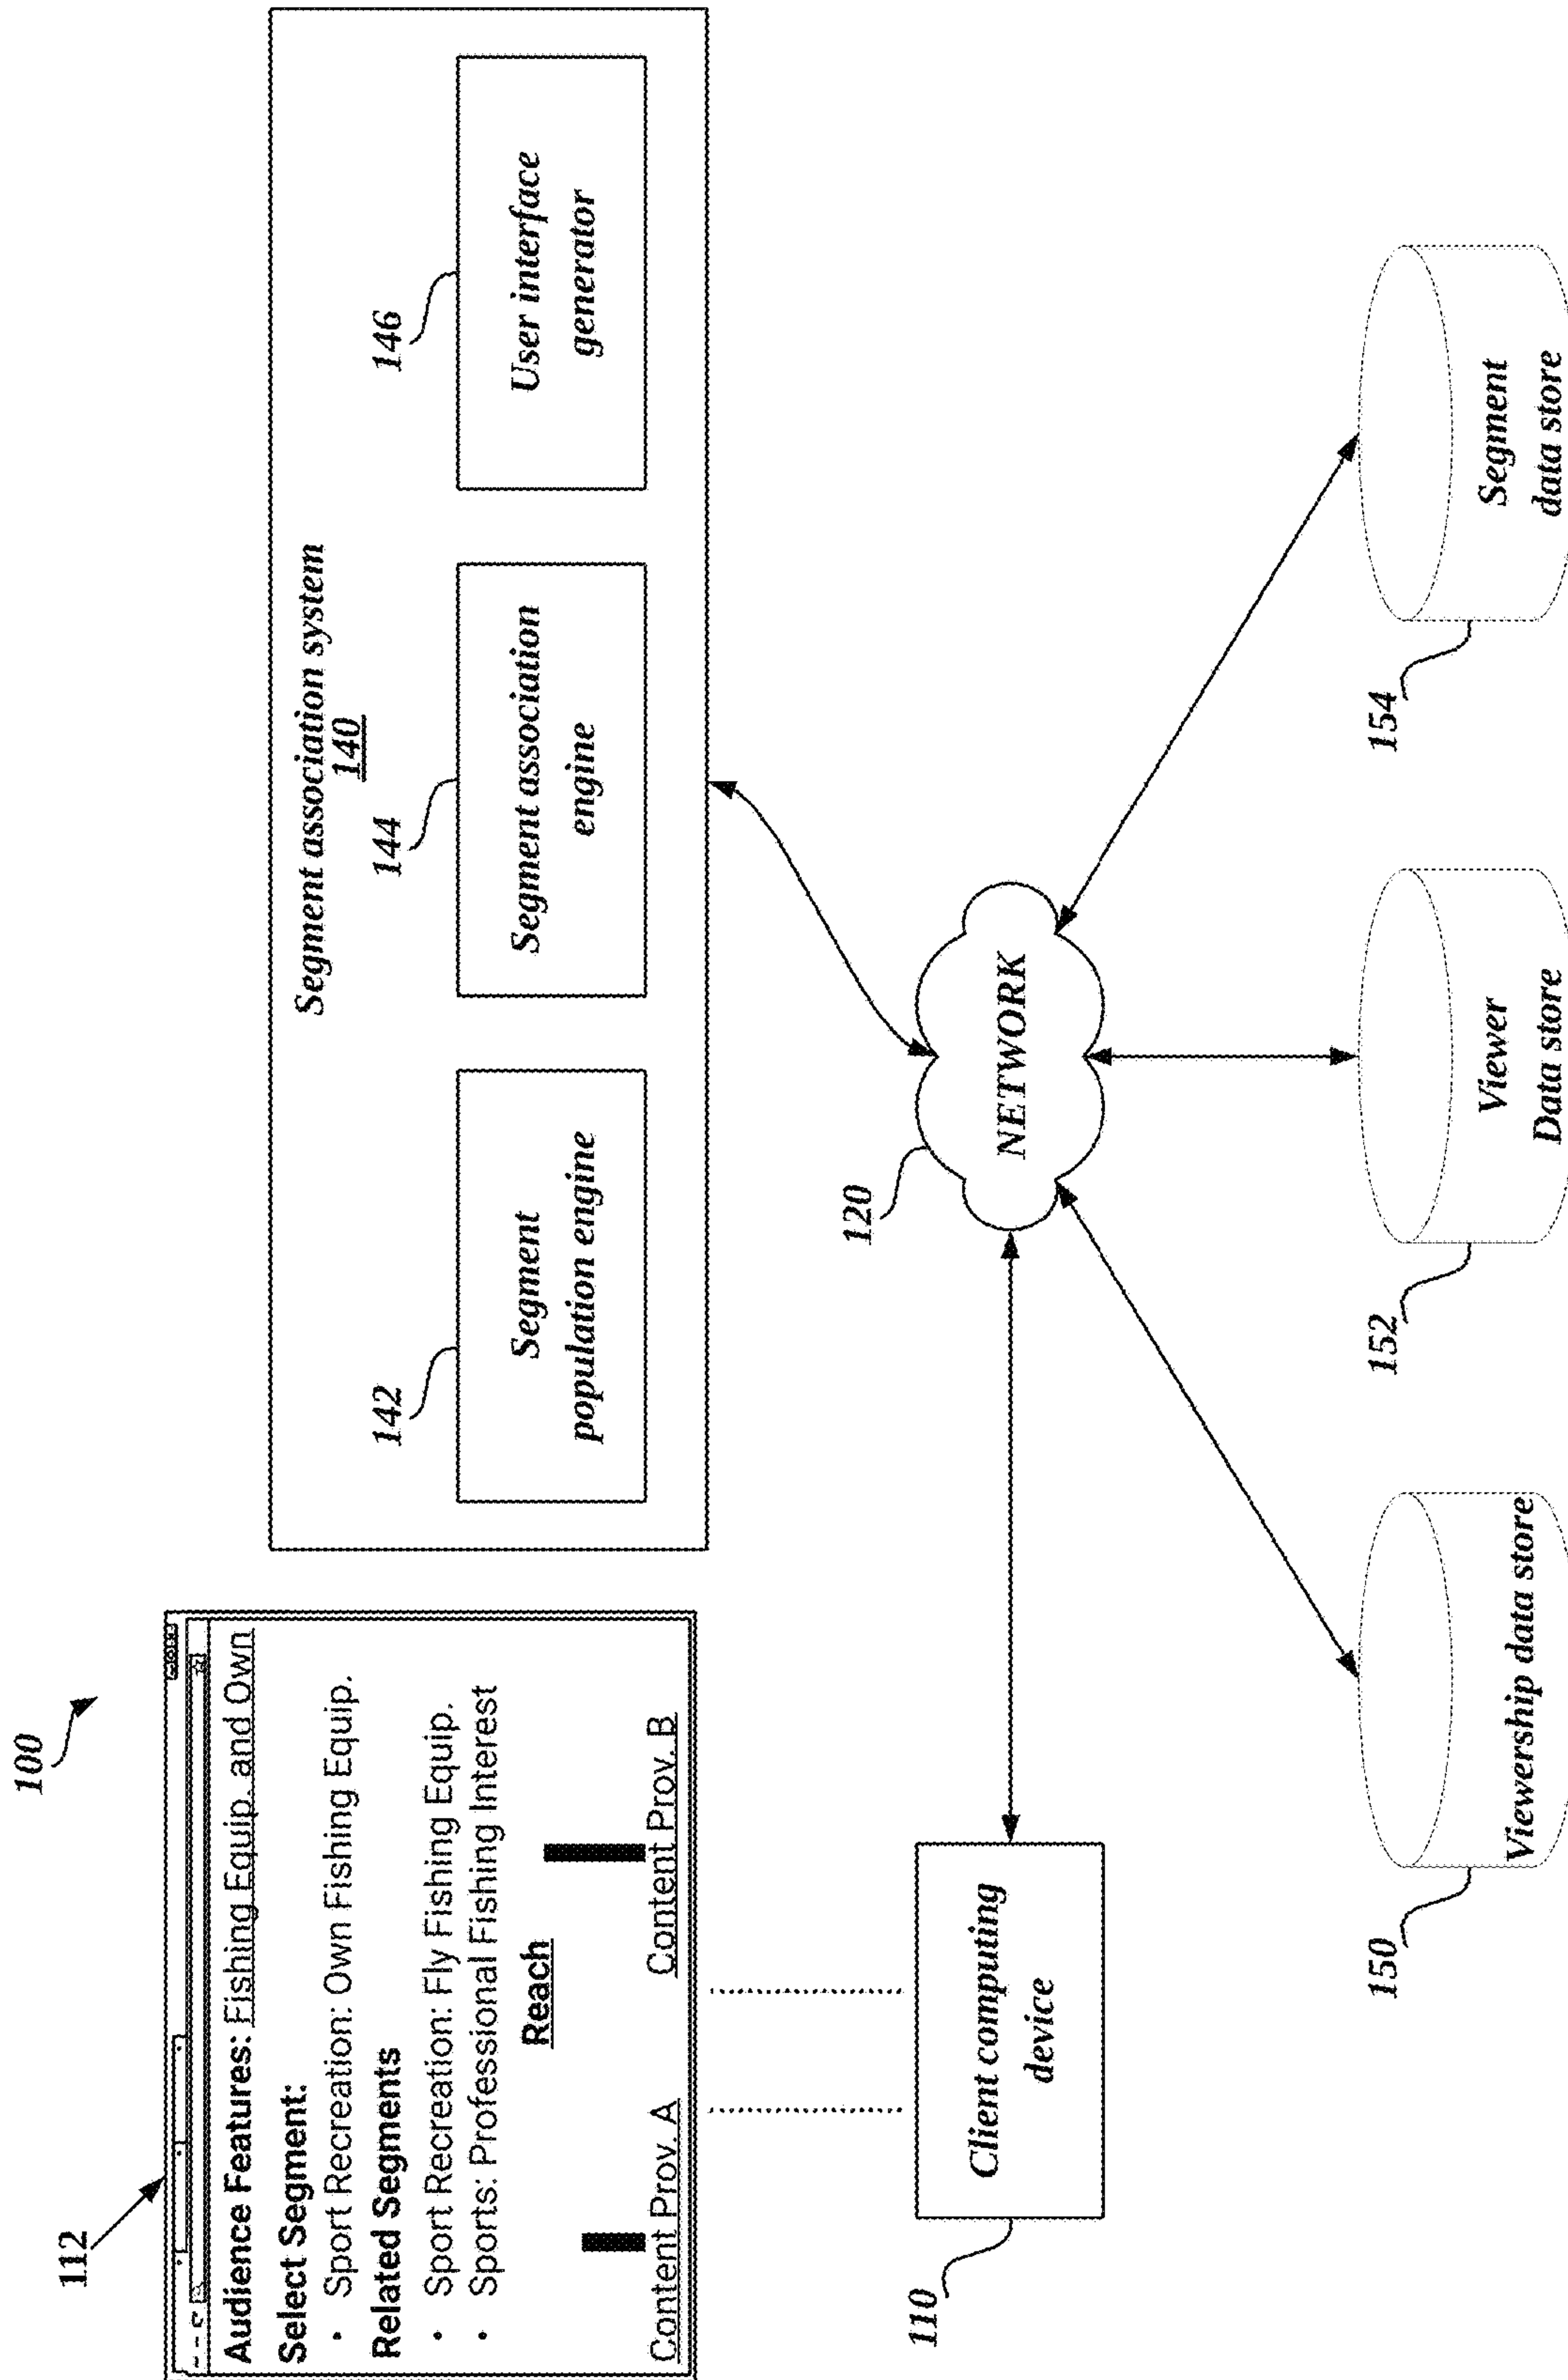 100
112
Audience Features: Fishing Equip. and Own
Select Segment:
• Sport Recreation: Own Fishing Equip.
Related Segments
• Sport Recreation: Fly Fishing Equip.
• Sports: Professional Fishing Interest
Reach
Content Prov. A
Content Prov. B
Segment association system
140
142
Segment
population engine
144
Segment association
engine
146
User interface
generator
110
Client computing
device
120
NETWORK
150
Viewership data store
152
Viewer
Data store
154
Segment
data store